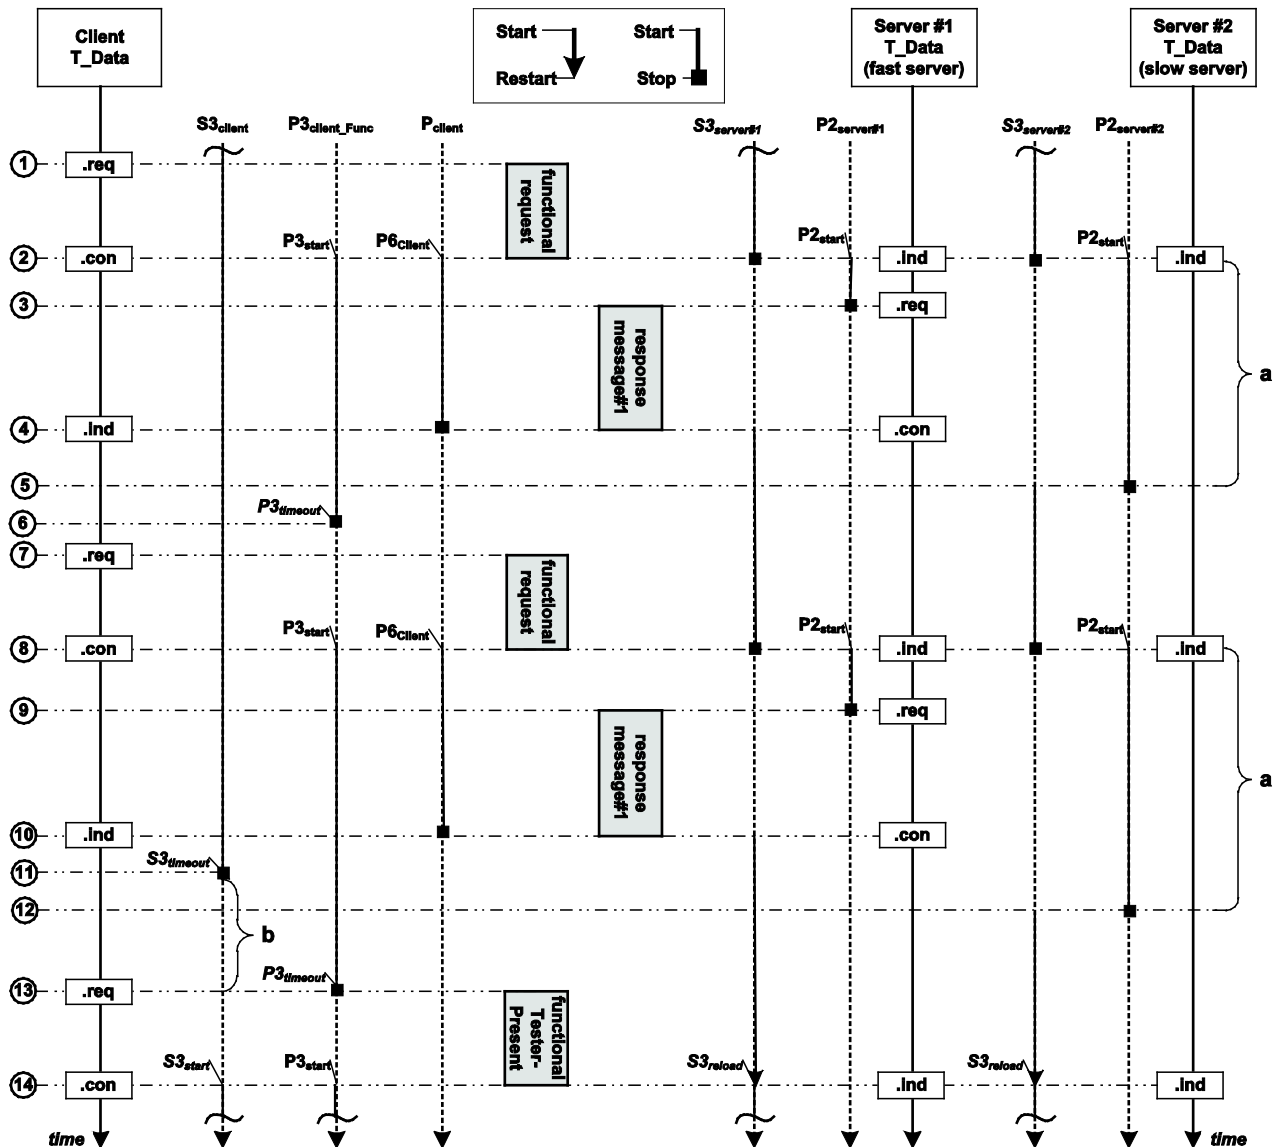 Client
T_Data
Start
Restart
Start
Stop
Server #1
T_Data
(fast server)
Server #2
T_Data
(slow server)
S3client
P3client_Func
Pclient
S3server#1
P2server#1
S3server#2
P2server#2
1
.req
functional
request
P3start
P6Client
P2start
P2start
2
.con
.ind
.ind
3
.req
response
message#1
a
4
.ind
.con
5
P3timeout
6
7
.req
functional
request
P3start
P6Client
P2start
P2start
8
.con
.ind
.ind
9
.req
response
message#1
a
10
.ind
.con
S3timeout
11
12
b
P3timeout
13
.req
functional
Tester-
Present
S3start
P3start
S3reload
S3reload
14
.con
.ind
.ind
time
time